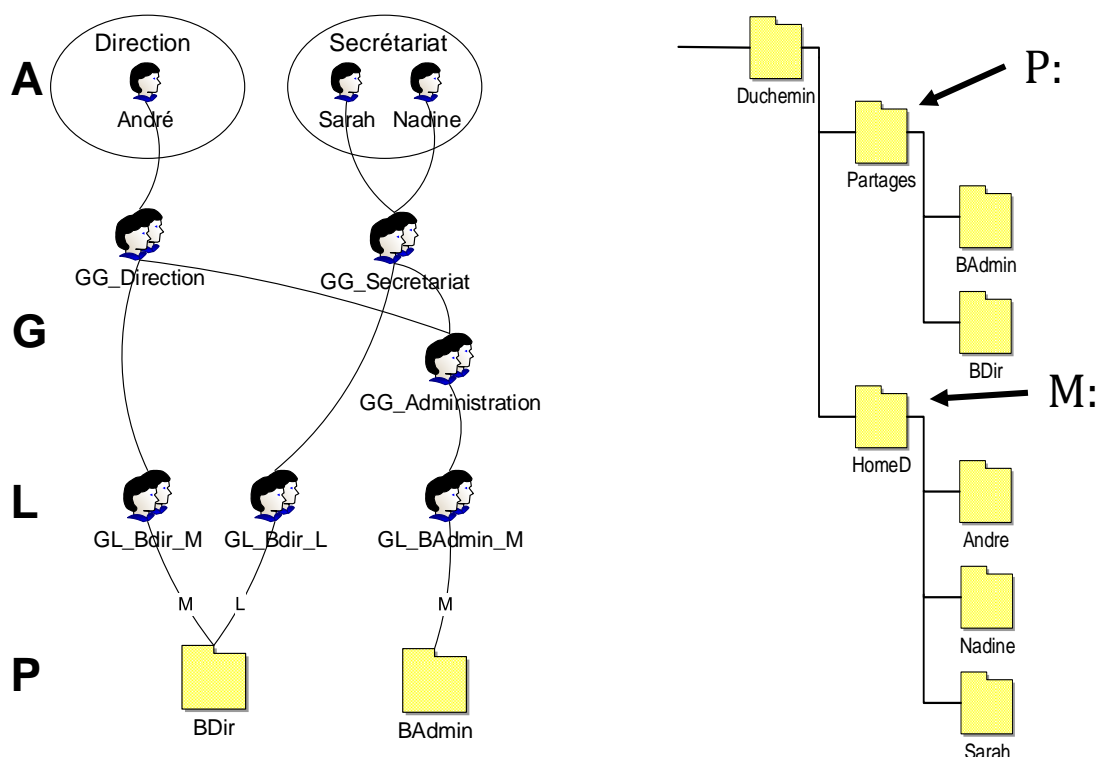 A
Direction
André
Secrétariat
Sarah Nadine
GG_Direction
GG_Secretariat
G
GG_Administration
L
GL_Bdir_M
GL_Bdir_L
GL_BAdmin_M
M
L
M
P
BDir
BAdmin
Duchemin
P:
Partages
BAdmin
BDir
M:
HomeD
Andre
Nadine
Sarah